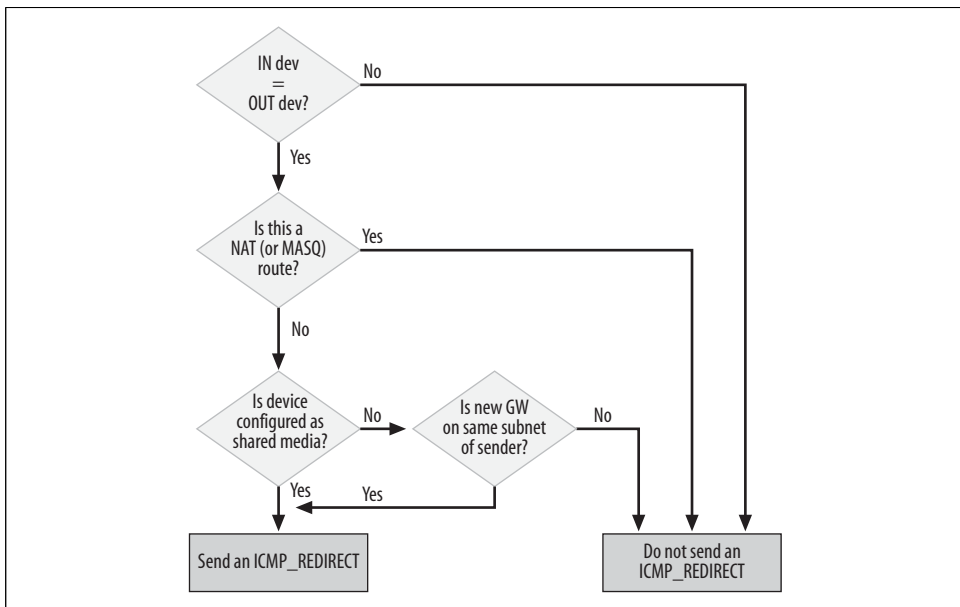 IN dev
=
OUT dev?
No
Yes
Is this a
NAT (or MASQ)
route?
Yes
No
Is device
configured as
shared media?
No
Is new GW
on same subnet
of sender?
No
Yes
Yes
Send an ICMP_REDIRECT
Do not send an
ICMP_REDIRECT